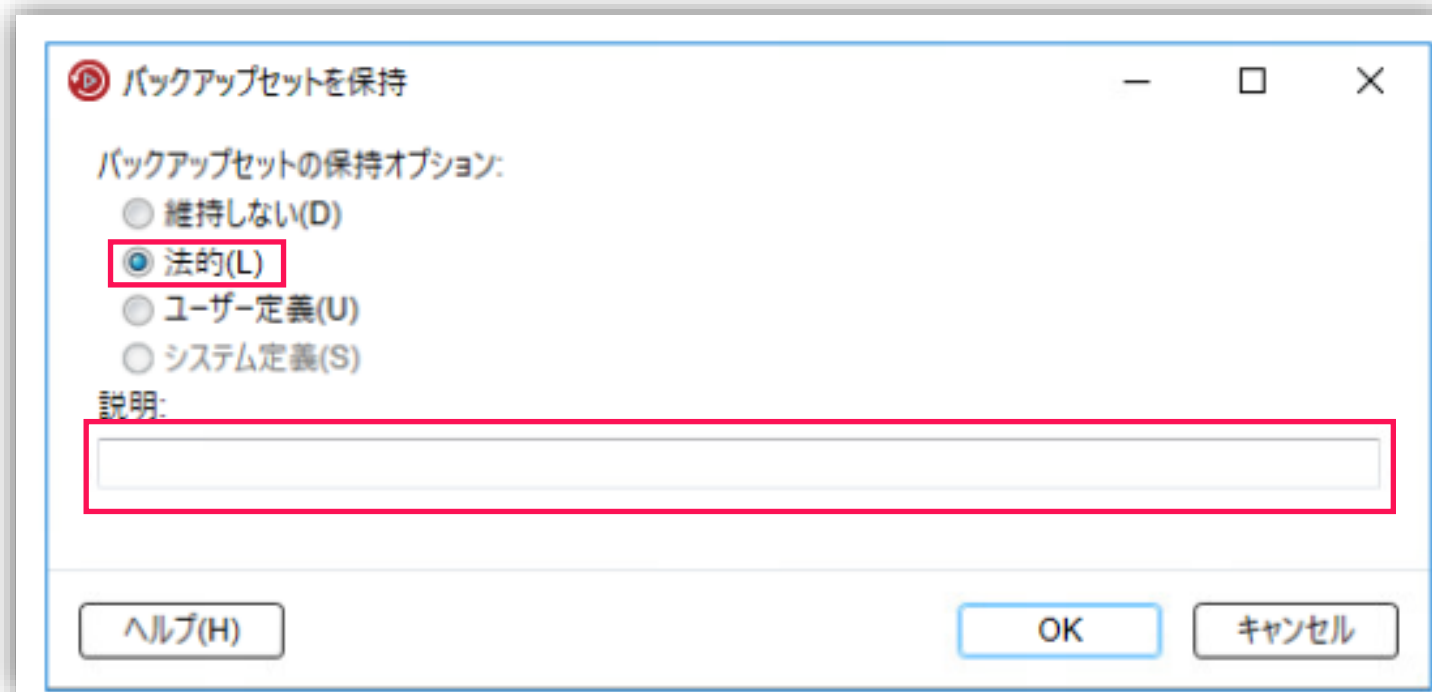 バックアップセットを保持
バックアップセットの保持オプション:
維持しない(D)
法的(L)
ユーザー定義(U)
システム定義(S)
説明:
ヘルプ(H) OK キャンセル